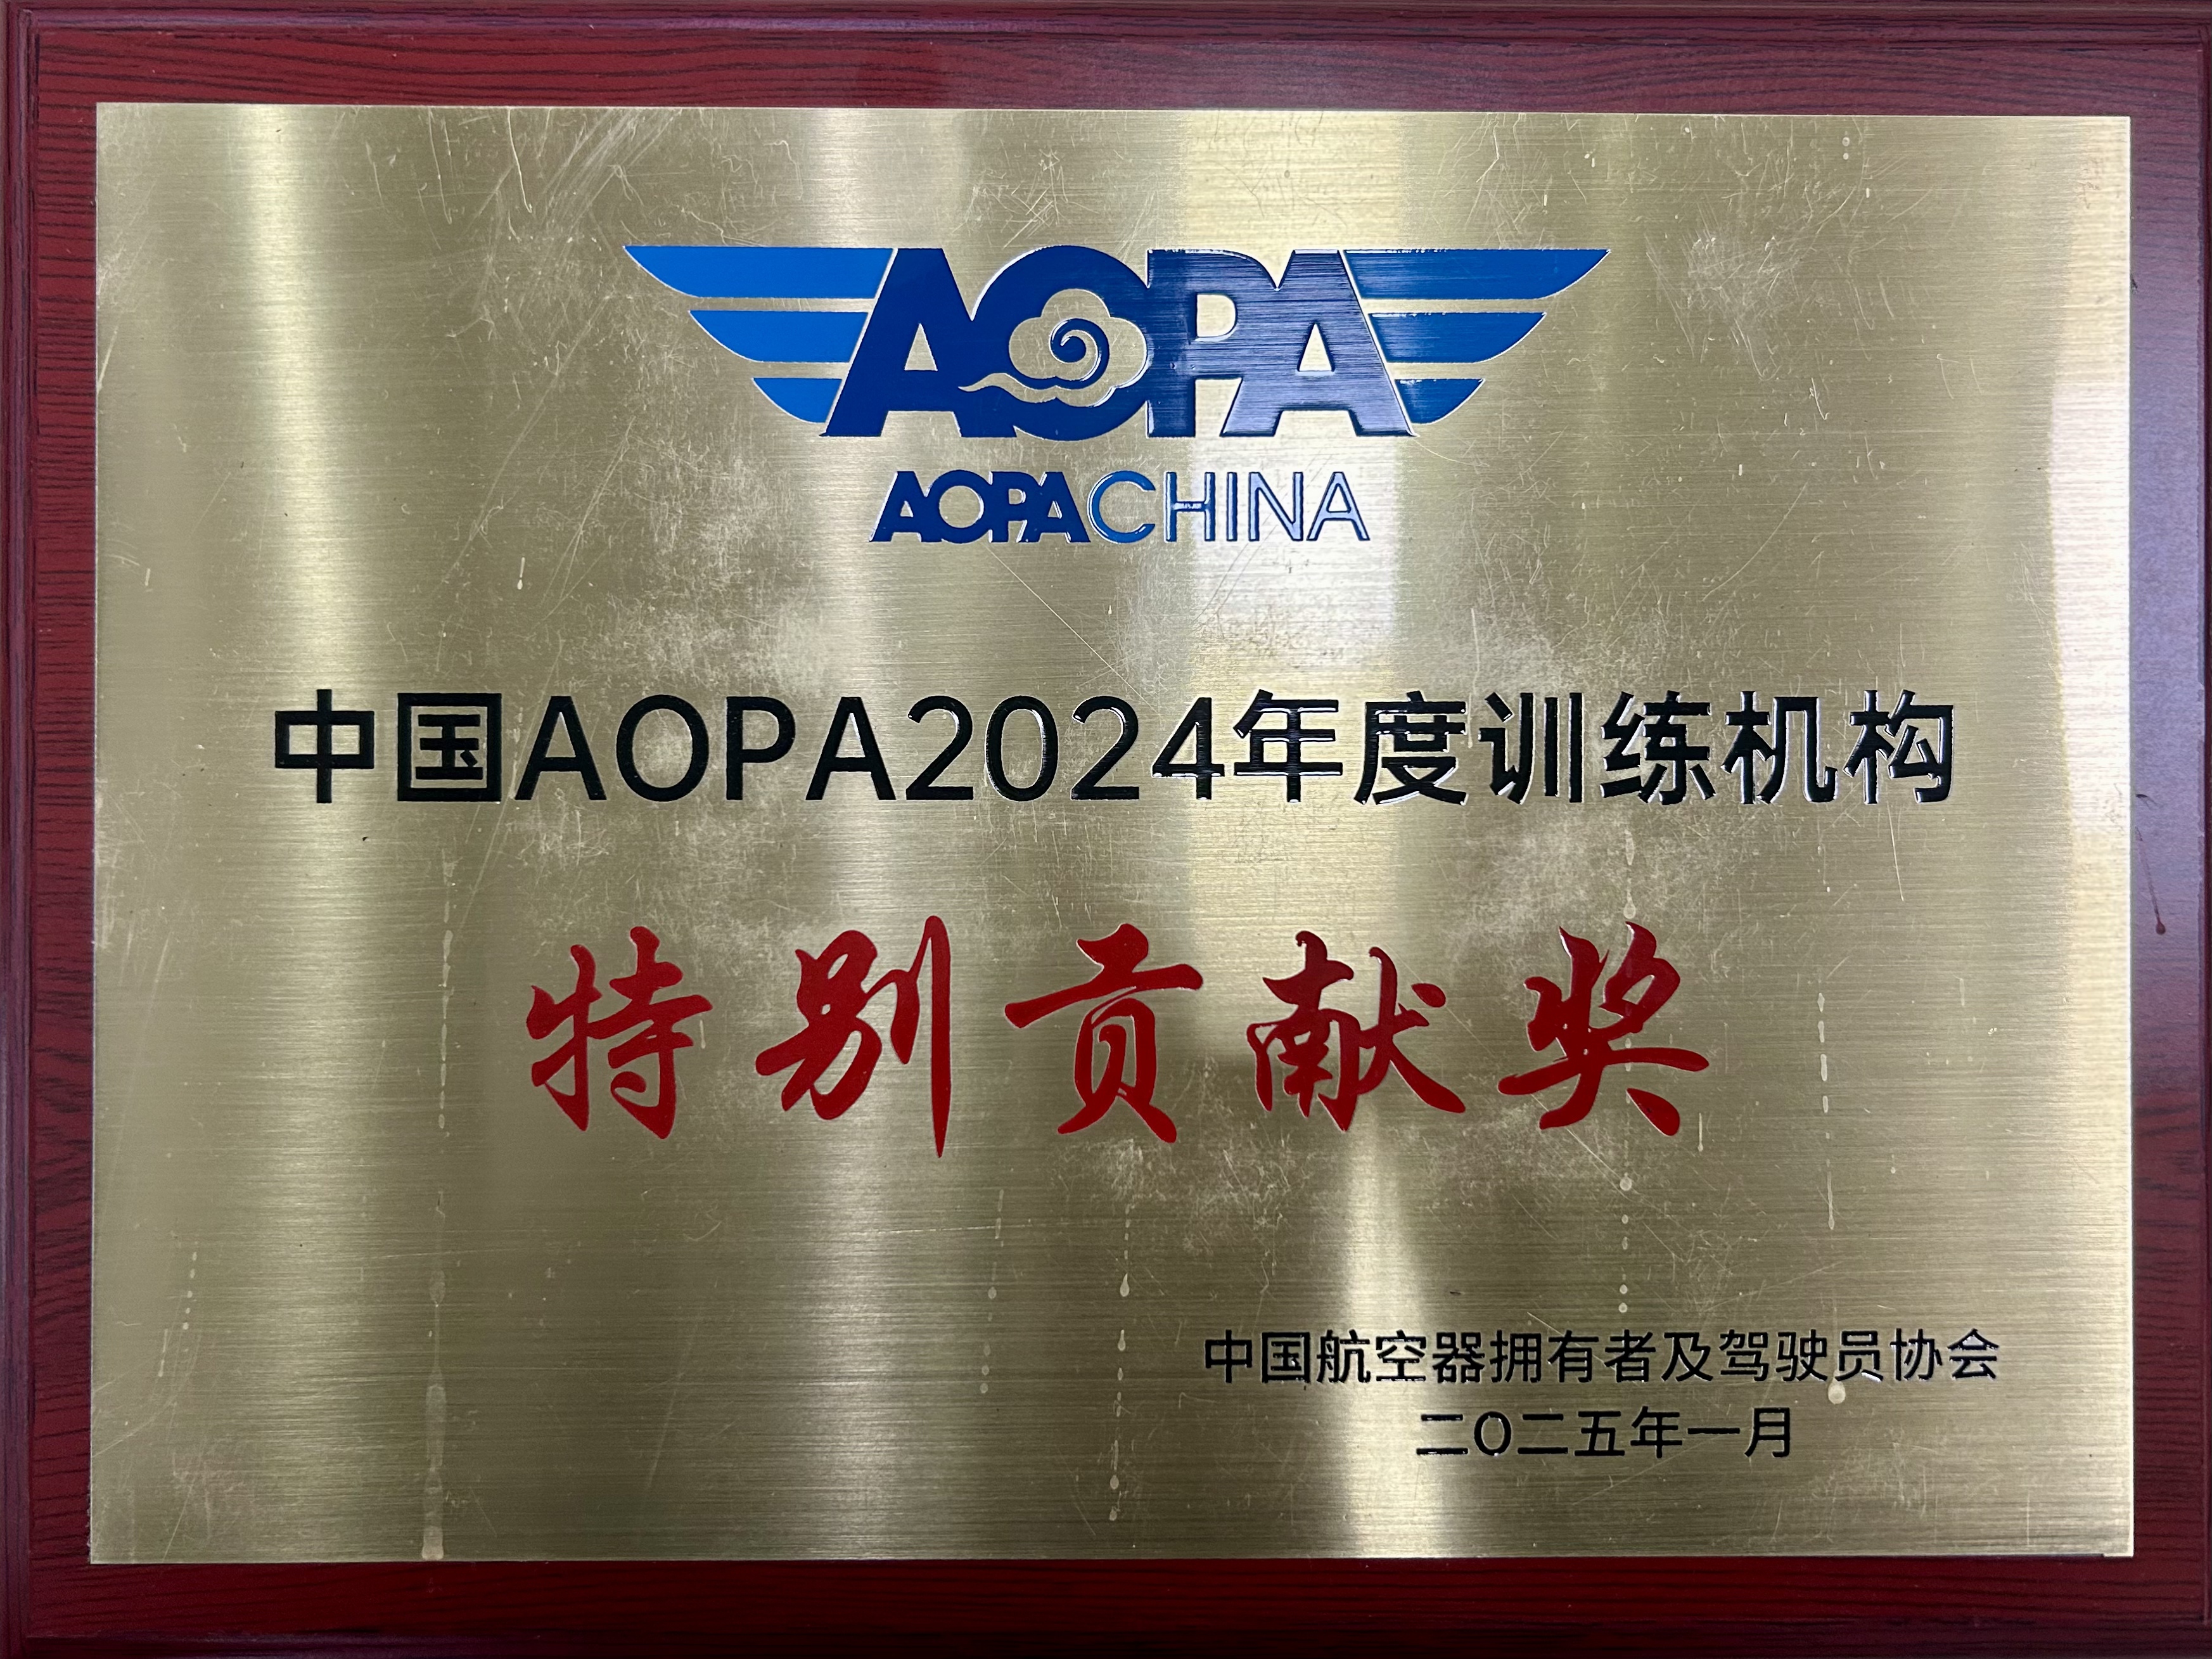 AOPA
AOPACHINA
中国AOPA2024年度训练机构
特别贡献奖
中国航空器拥有者及驾驶员协会
二〇二五年一月